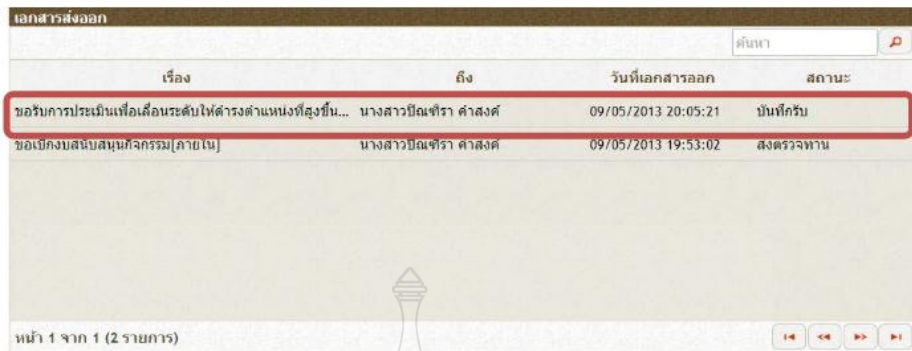 เอกสารส่งออก
ค้นหา
เรื่อง ถึง วันที่เอกสารออก สถานะ
ขอรับการประเมินเพื่อเลื่อนระดับให้ดำรงตำแหน่งที่สูงขึ้น... นางสาวปัณฑิรา คำสงค์ 09/05/2013 20:05:21 บันทึกรับ
ขอเบิกงบสนับสนุนกิจกรรม[ภายใน] นางสาวปัณฑิรา คำสงค์ 09/05/2013 19:53:02 ส่งตรวจทาน
หน้า 1 จาก 1 (2 รายการ)